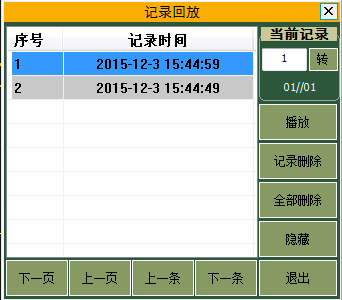 记录回放
序号 记录时间
1 2015-12-3 15:44:59
2 2015-12-3 15:44:49
当前记录
1 转
01//01
播放
记录删除
全部删除
隐藏
下一页 上一页 上一条 下一条 退出